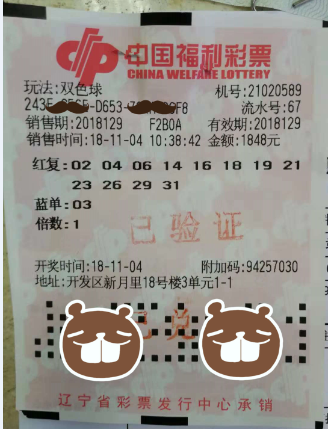 中国福利彩票
CHINA WELFARE LOTTERY
玩法:双色球 机号:21020589
流水号:67
销售期:2018129 F2B0A 有效期:2018129
销售时间:18-11-04 10:38:42 金额:1848元
红复:02 04 06 14 16 18 19 21
23 26 29 31
蓝单:03
倍数:1
已验证
开奖时间:18-11-04 附加码:94257030
地址:开发区新月里18号楼3单元1-1
兑
辽宁省彩票发行中心承销